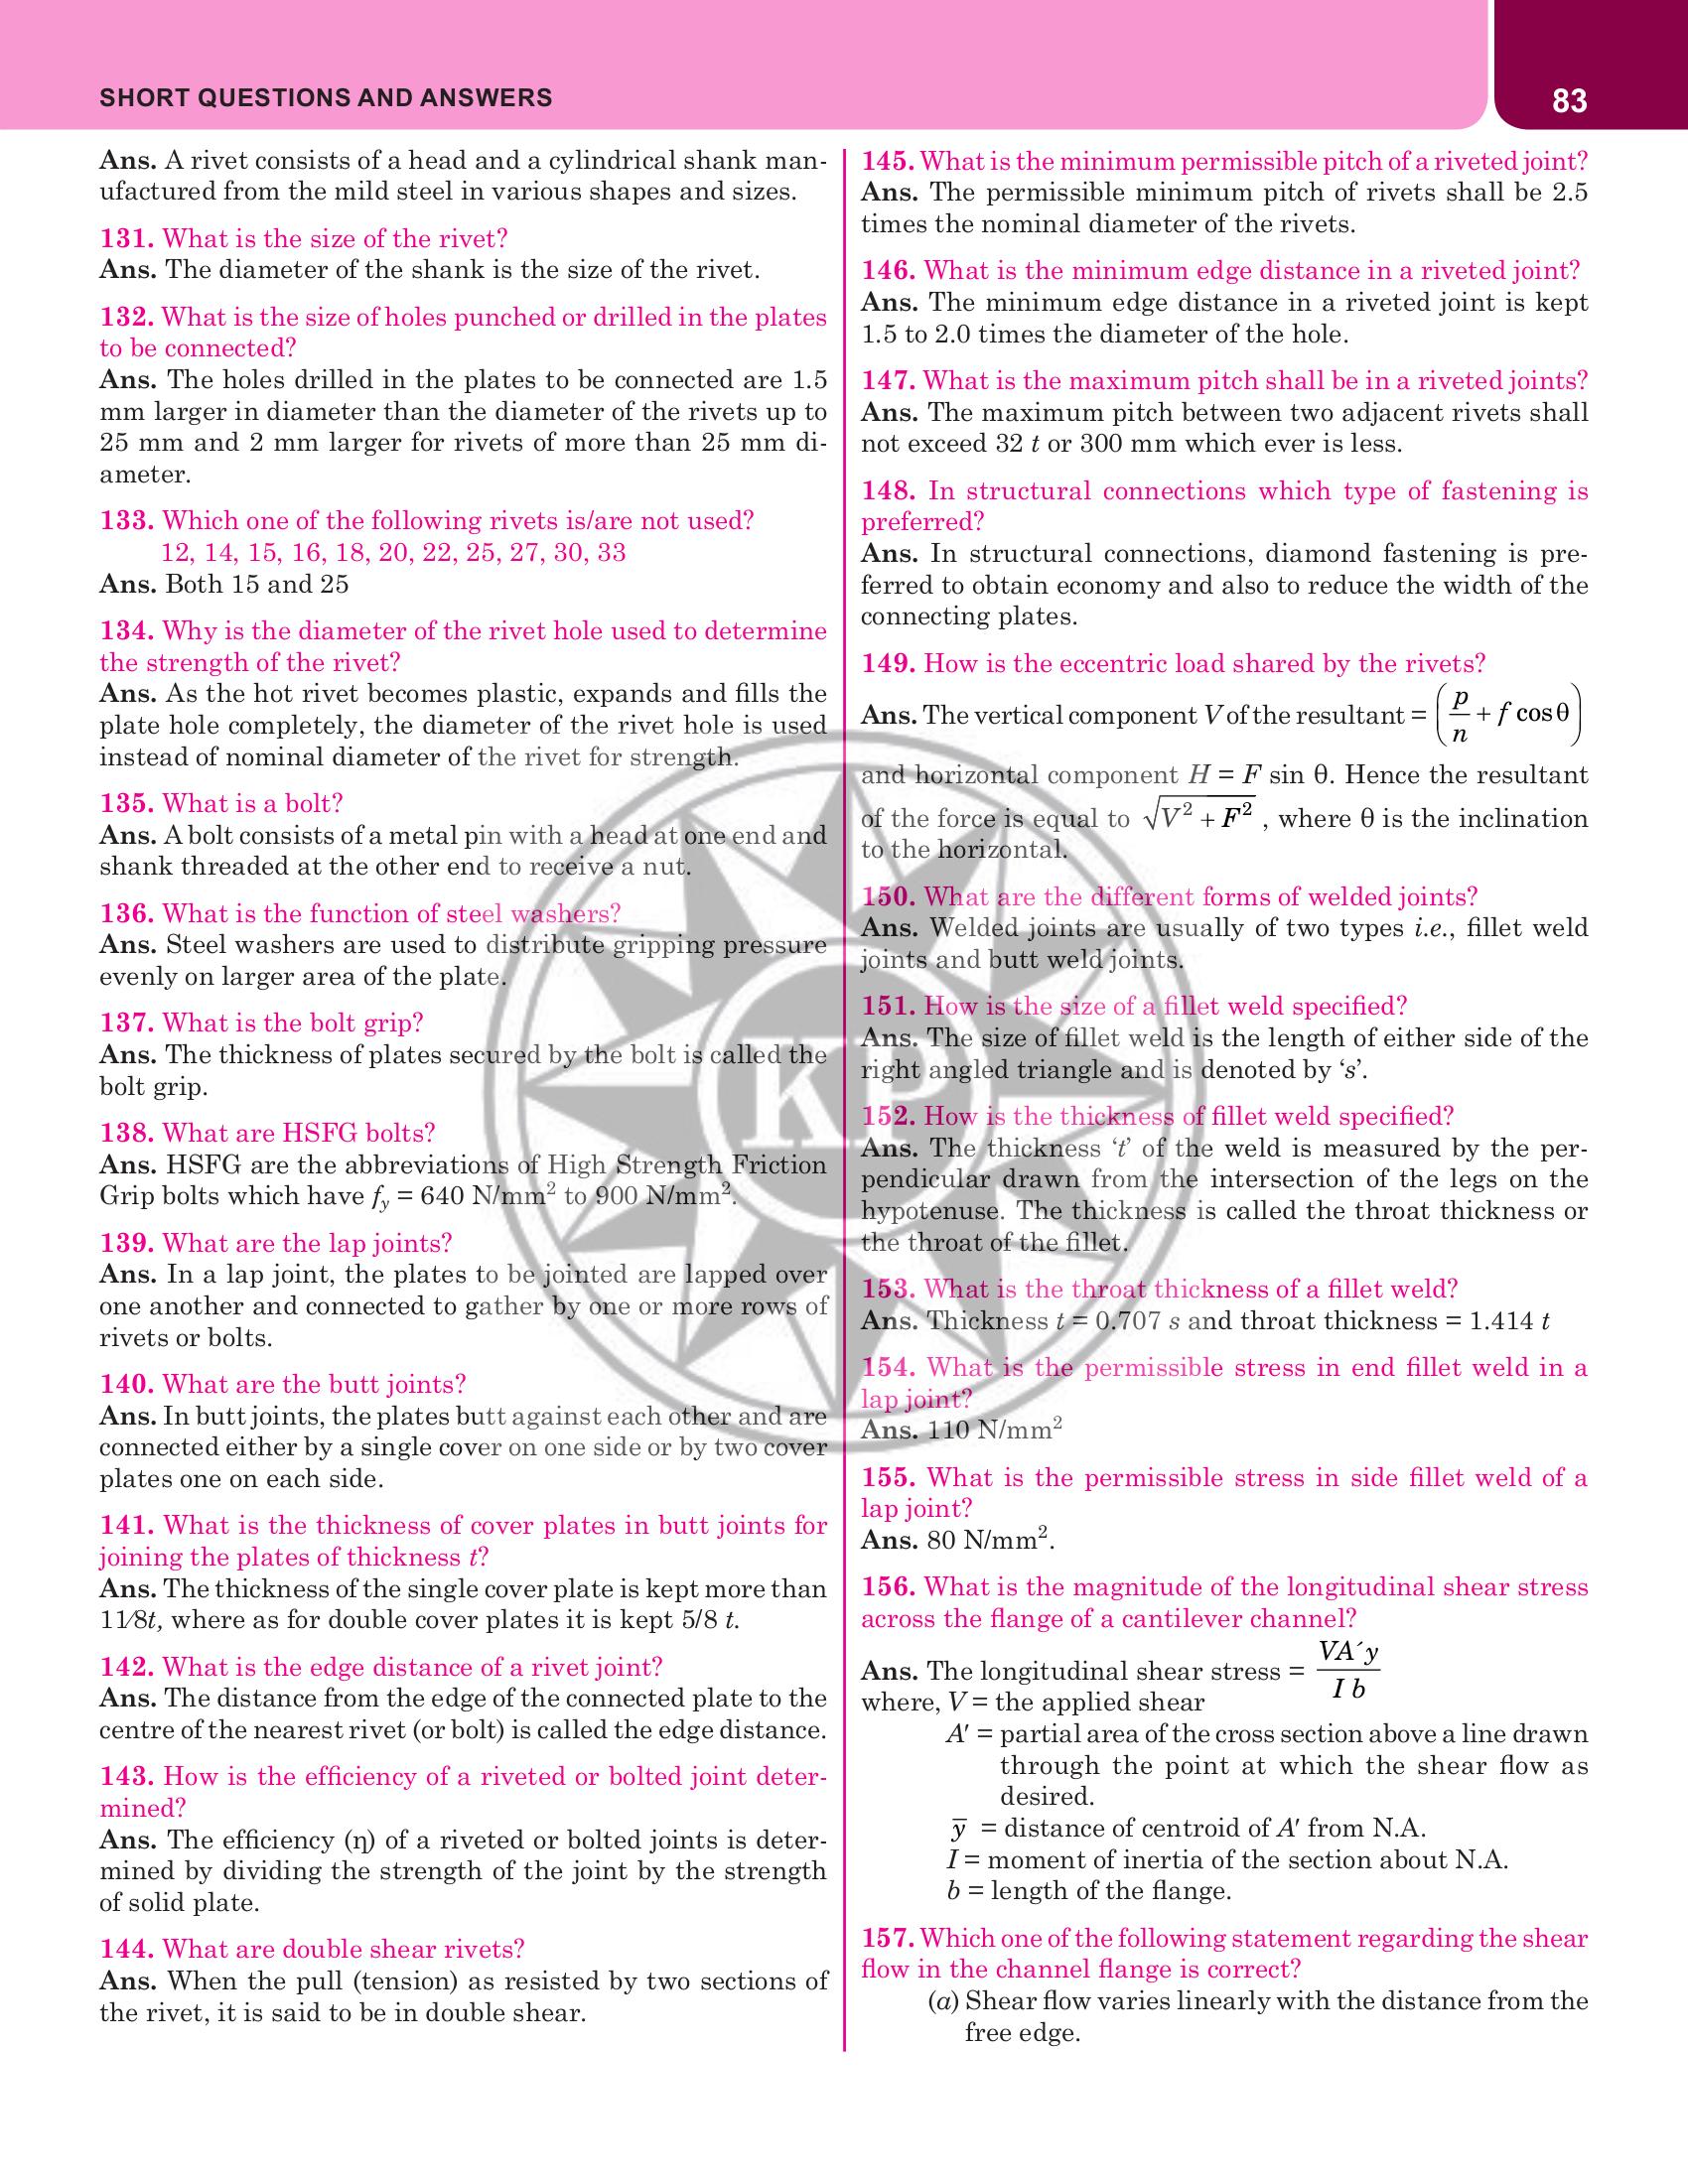 SHORT QUESTIONS AND ANSWERS
83
Ans. A rivet consists of a head and a cylindrical shank man-
ufactured from the mild steel in various shapes and sizes.
131. What is the size of the rivet?
Ans. The diameter of the shank is the size of the rivet.
132. What is the size of holes punched or drilled in the plates
to be connected?
Ans. The holes drilled in the plates to be connected are 1.5
mm larger in diameter than the diameter of the rivets up to
25 mm and 2 mm larger for rivets of more than 25 mm di-
ameter.
133. Which one of the following rivets is/are not used?
12, 14, 15, 16, 18, 20, 22, 25, 27, 30, 33
Ans. Both 15 and 25
134. Why is the diameter of the rivet hole used to determine
the strength of the rivet?
Ans. As the hot rivet becomes plastic, expands and fills the
plate hole completely, the diameter of the rivet hole is used
instead of nominal diameter of the rivet for strength.
135. What is a bolt?
Ans. A bolt consists of a metal pin with a head at one end and
shank threaded at the other end to receive a nut.
136. What is the function of steel washers?
Ans. Steel washers are used to distribute gripping pressure
evenly on larger area of the plate.
137. What is the bolt grip?
Ans. The thickness of plates secured by the bolt is called the
bolt grip.
138. What are HSFG bolts?
Ans. HSFG are the abbreviations of High Strength Friction
Grip bolts which have fy = 640 N/mm² to 900 N/mm².
139. What are the lap joints?
Ans. In a lap joint, the plates to be jointed are lapped over
one another and connected to gather by one or more rows of
rivets or bolts.
140. What are the butt joints?
Ans. In butt joints, the plates butt against each other and are
connected either by a single cover on one side or by two cover
plates one on each side.
141. What is the thickness of cover plates in butt joints for
joining the plates of thickness t?
Ans. The thickness of the single cover plate is kept more than
11⁄8t, where as for double cover plates it is kept 5/8 t.
142. What is the edge distance of a rivet joint?
Ans. The distance from the edge of the connected plate to the
centre of the nearest rivet (or bolt) is called the edge distance.
143. How is the efficiency of a riveted or bolted joint deter-
mined?
Ans. The efficiency (η) of a riveted or bolted joints is deter-
mined by dividing the strength of the joint by the strength
of solid plate.
144. What are double shear rivets?
Ans. When the pull (tension) as resisted by two sections of
the rivet, it is said to be in double shear.
145. What is the minimum permissible pitch of a riveted joint?
Ans. The permissible minimum pitch of rivets shall be 2.5
times the nominal diameter of the rivets.
146. What is the minimum edge distance in a riveted joint?
Ans. The minimum edge distance in a riveted joint is kept
1.5 to 2.0 times the diameter of the hole.
147. What is the maximum pitch shall be in a riveted joints?
Ans. The maximum pitch between two adjacent rivets shall
not exceed 32 t or 300 mm which ever is less.
148. In structural connections which type of fastening is
preferred?
Ans. In structural connections, diamond fastening is pre-
ferred to obtain economy and also to reduce the width of the
connecting plates.
149. How is the eccentric load shared by the rivets?
Ans. The vertical component V of the resultant = (p/n + f cosθ)
and horizontal component H = F sin θ. Hence the resultant
of the force is equal to √(V² + F²) , where θ is the inclination
to the horizontal.
150. What are the different forms of welded joints?
Ans. Welded joints are usually of two types i.e., fillet weld
joints and butt weld joints.
151. How is the size of a fillet weld specified?
Ans. The size of fillet weld is the length of either side of the
right angled triangle and is denoted by ‘s’.
152. How is the thickness of fillet weld specified?
Ans. The thickness ‘t’ of the weld is measured by the per-
pendicular drawn from the intersection of the legs on the
hypotenuse. The thickness is called the throat thickness or
the throat of the fillet.
153. What is the throat thickness of a fillet weld?
Ans. Thickness t = 0.707 s and throat thickness = 1.414 t
154. What is the permissible stress in end fillet weld in a
lap joint?
Ans. 110 N/mm²
155. What is the permissible stress in side fillet weld of a
lap joint?
Ans. 80 N/mm².
156. What is the magnitude of the longitudinal shear stress
across the flange of a cantilever channel?
Ans. The longitudinal shear stress = VA´y / I b
where, V = the applied shear
A′ = partial area of the cross section above a line drawn
through the point at which the shear flow as
desired.
y̅ = distance of centroid of A′ from N.A.
I = moment of inertia of the section about N.A.
b = length of the flange.
157. Which one of the following statement regarding the shear
flow in the channel flange is correct?
(a) Shear flow varies linearly with the distance from the
free edge.
KP